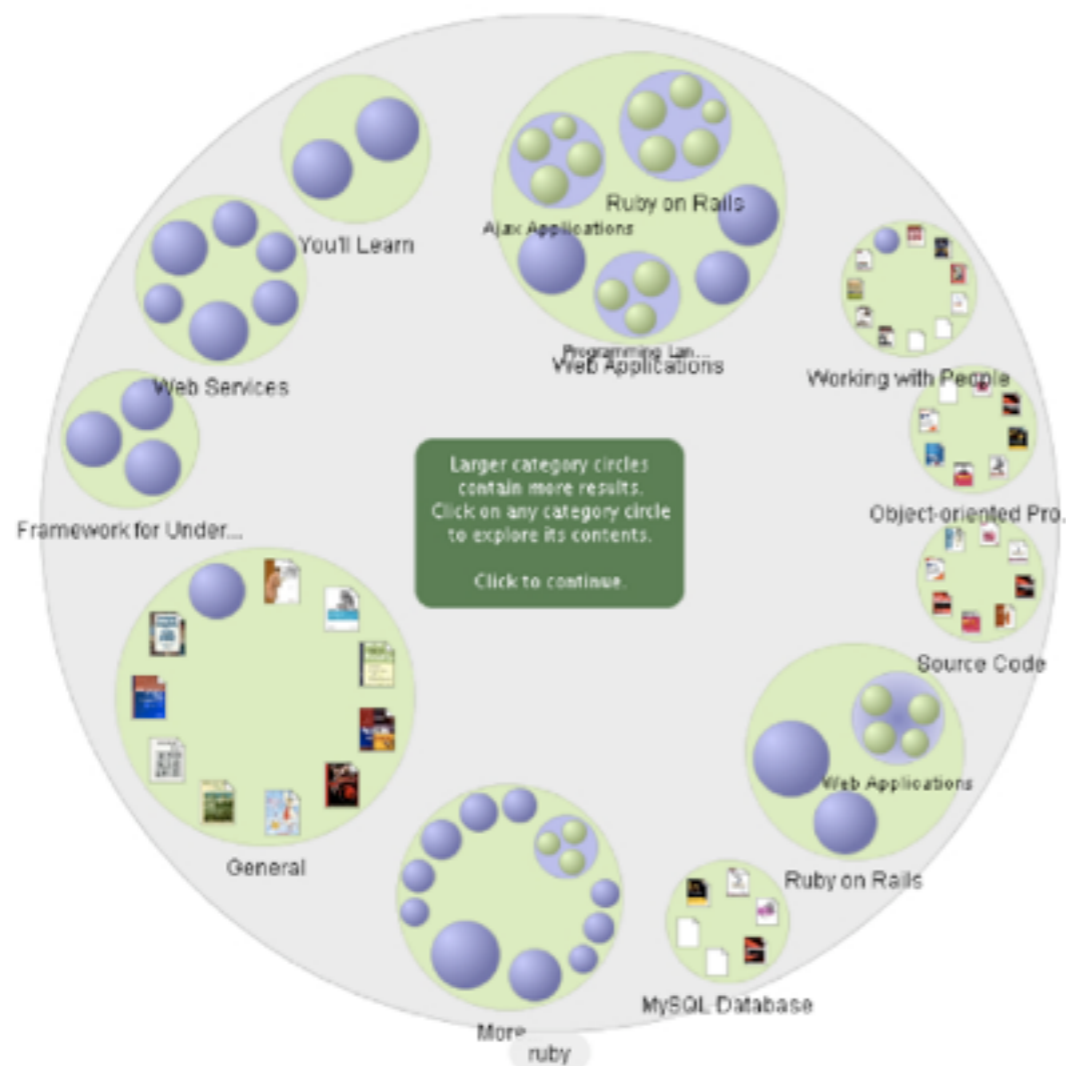 Ruby on Rails
Ajax Applications
You'll Learn
Programming Lan...
Web Applications
Working with People
Web Services
Object-oriented Pro.
Framework for Under...
Larger category circles
contain more results.
Click on any category circle
to explore its contents.
Click to continue.
Source Code
Web Applications
General
Ruby on Rails
MySQL Database
More
ruby